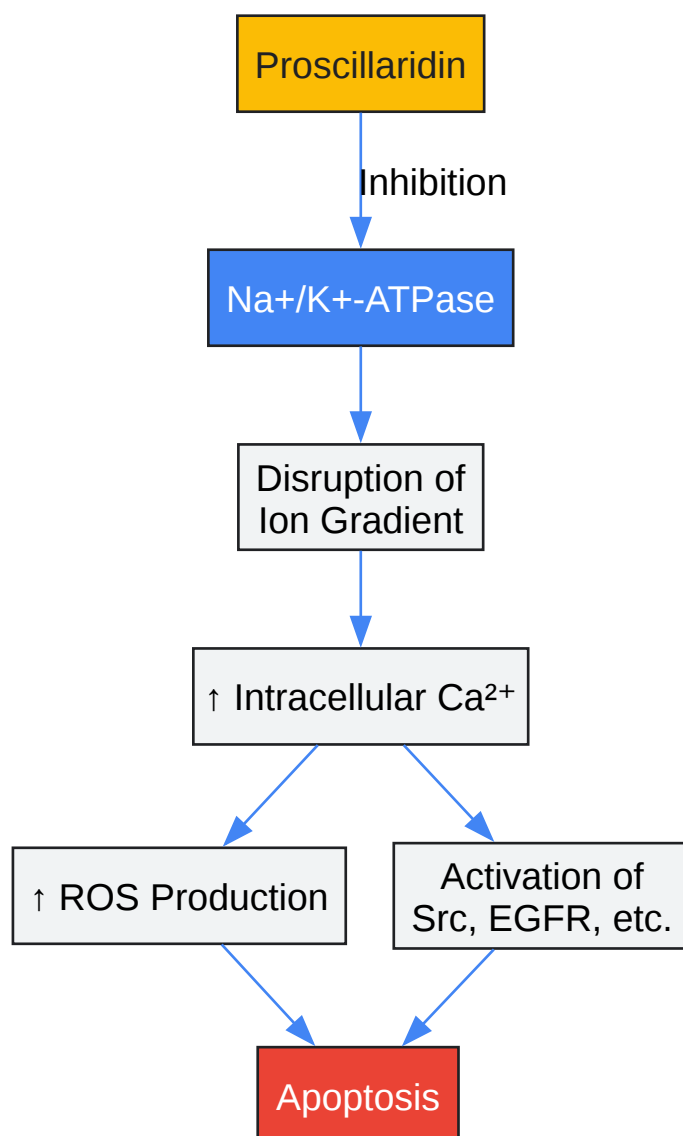 Proscillaridin
Inhibition
Na+/K+-ATPase
Disruption of
Ion Gradient
↑ Intracellular Ca²⁺
↑ ROS Production
Activation of
Src, EGFR, etc.
Apoptosis